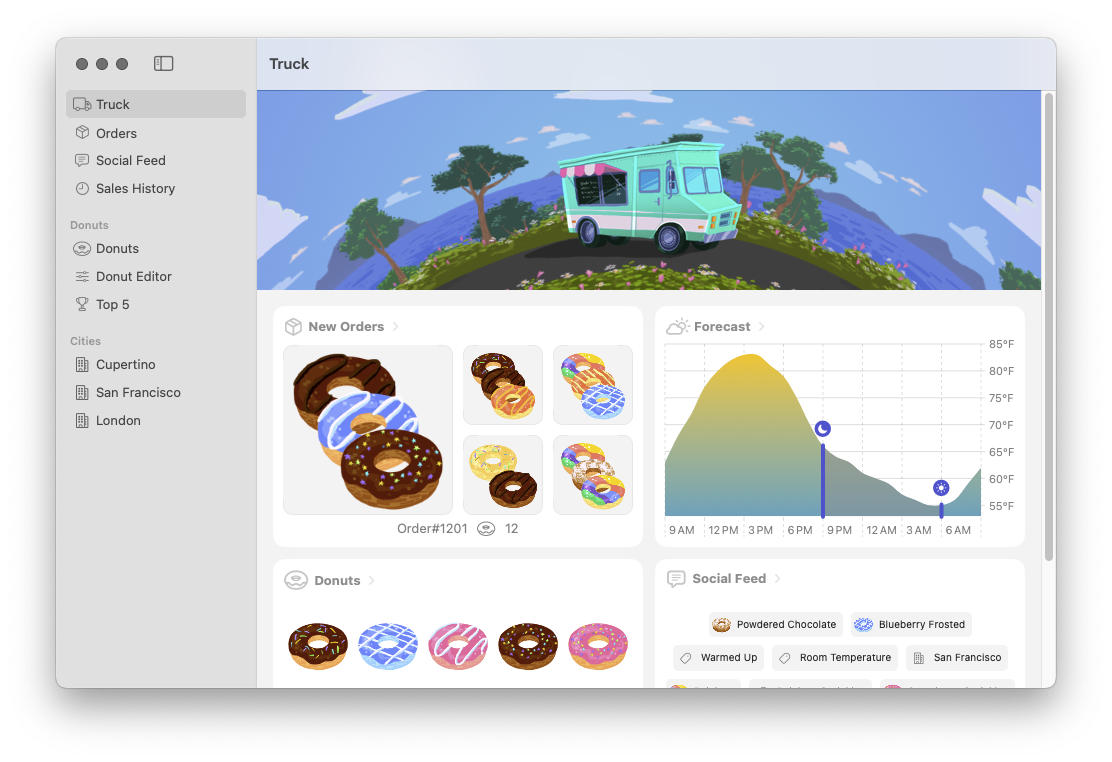 Truck
Truck
Orders
Social Feed
Sales History
Donuts
Donuts
Donut Editor
Top 5
Cities
Cupertino
San Francisco
London
New Orders
Order#1201 12
Forecast
85°F
80°F
75°F
70°F
65°F
60°F
55°F
9 AM 12 PM 3 PM 6 PM 9 PM 12 AM 3 AM 6 AM
Donuts
Social Feed
Powdered Chocolate Blueberry Frosted
Warmed Up Room Temperature San Francisco